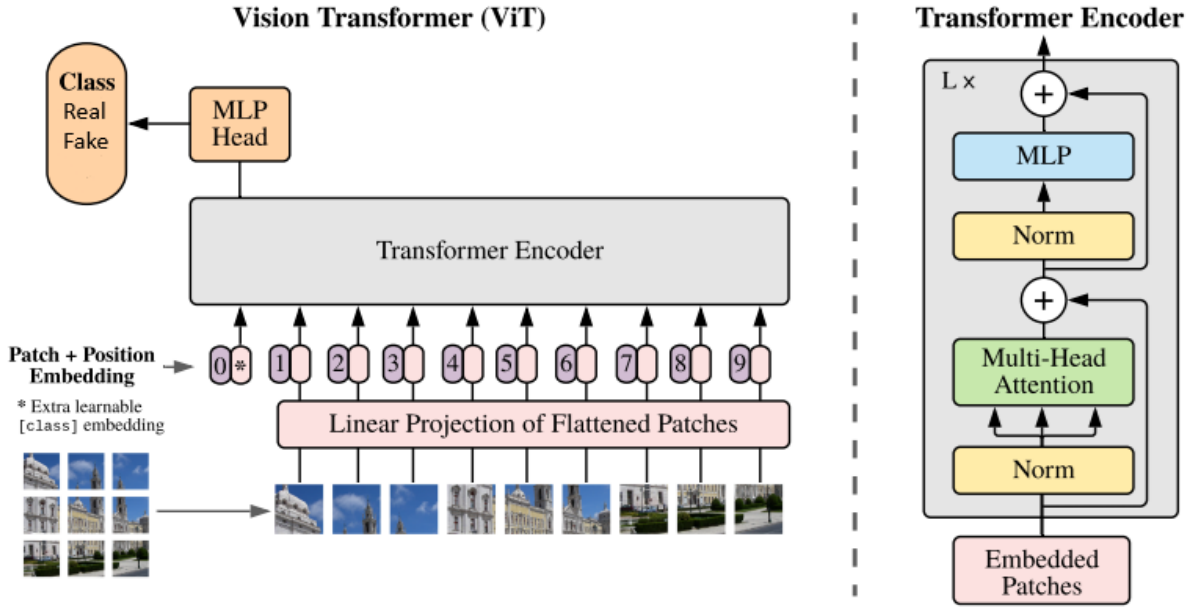 Vision Transformer (ViT)
Class
Real
Fake
MLP
Head
Transformer Encoder
Patch + Position
Embedding
0 * 1 2 3 4 5 6 7 8 9
* Extra learnable
[class] embedding
Linear Projection of Flattened Patches
Transformer Encoder
L ×
+
MLP
Norm
+
Multi-Head
Attention
Norm
Embedded
Patches